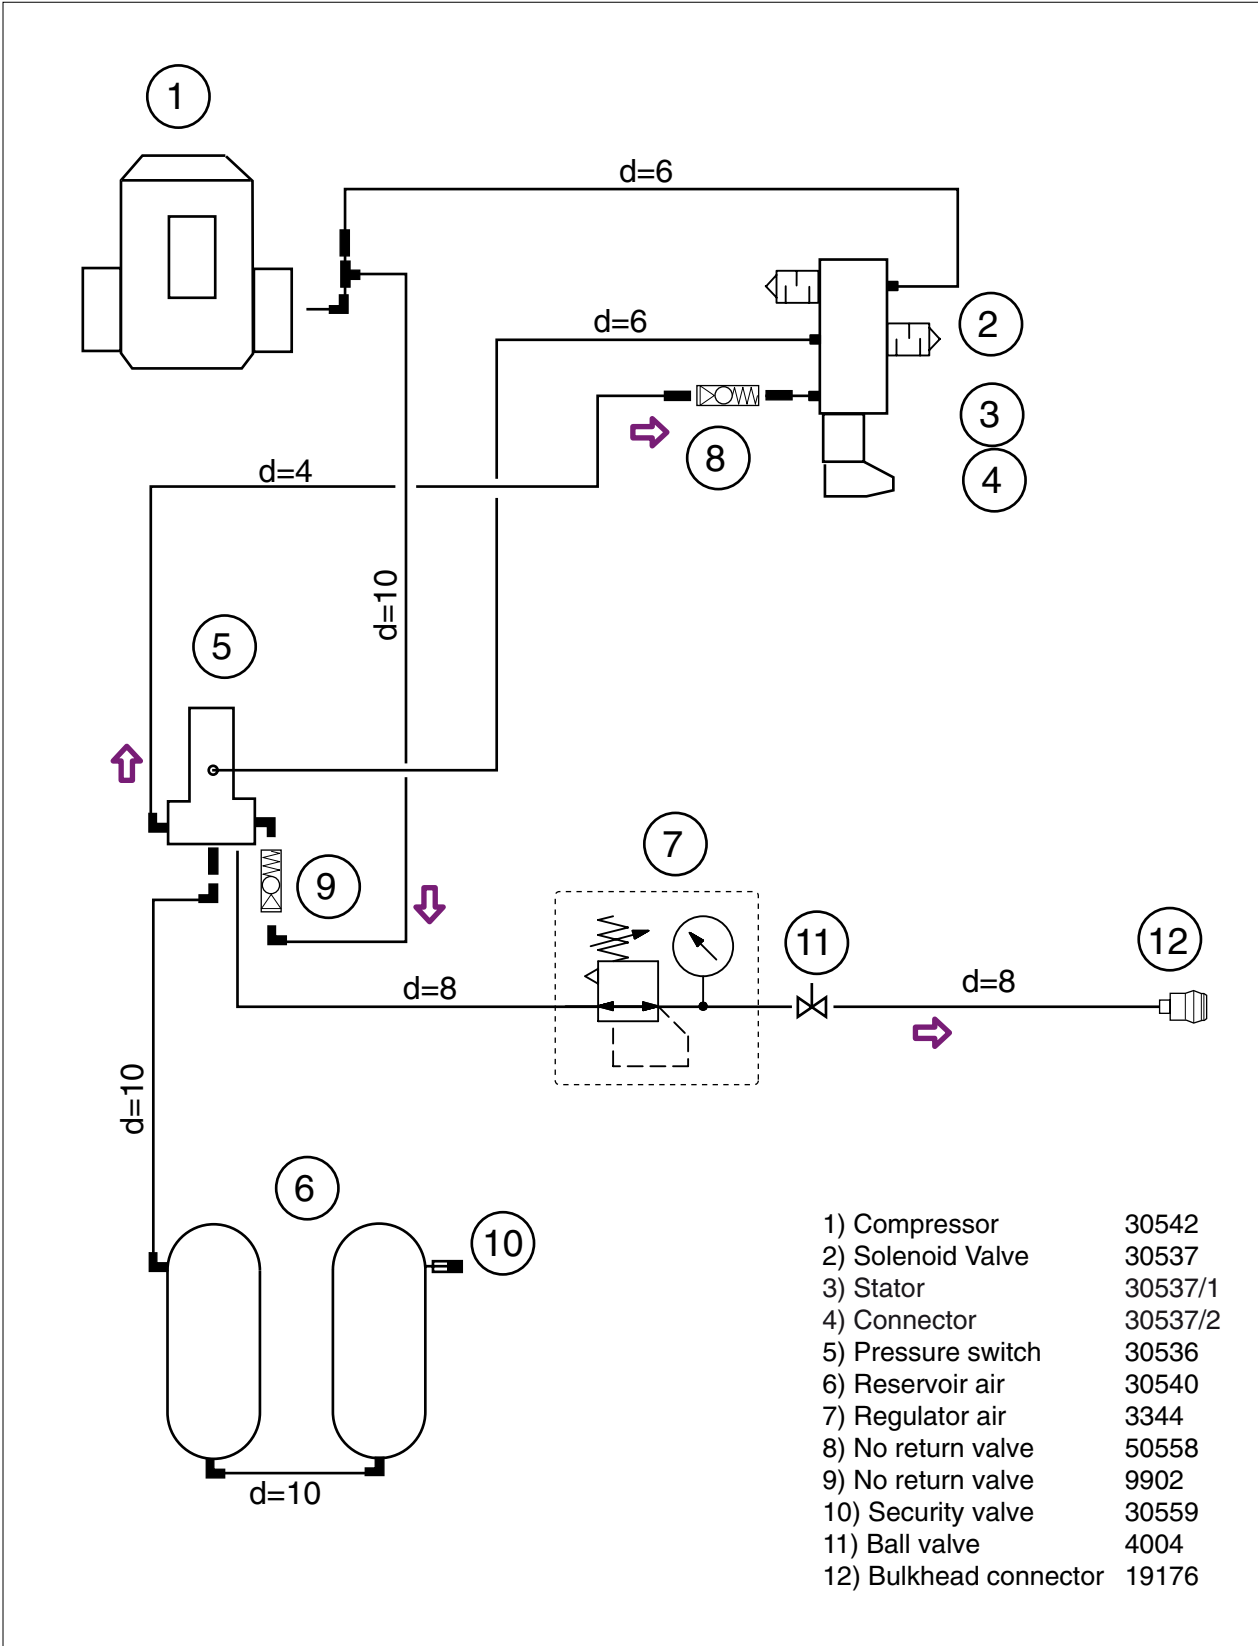 1
d=6
d=6
2
3
8
4
d=4
d=10
5
7
9
11
12
d=8
d=8
d=10
6
10
d=10
1) Compressor 30542
2) Solenoid Valve 30537
3) Stator 30537/1
4) Connector 30537/2
5) Pressure switch 30536
6) Reservoir air 30540
7) Regulator air 3344
8) No return valve 50558
9) No return valve 9902
10) Security valve 30559
11) Ball valve 4004
12) Bulkhead connector 19176